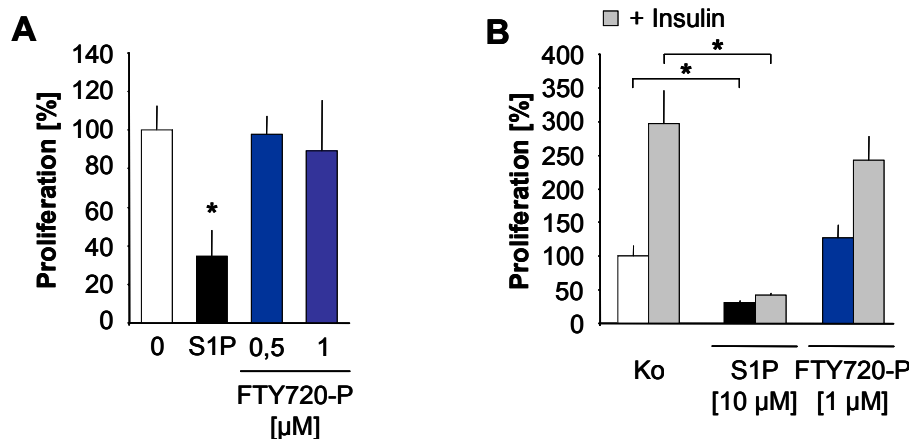 A
Proliferation [%]
140
120
100
80
60
40
20
0
*
0 S1P 0,5 1
FTY720-P
[µM]
B
+ Insulin
Proliferation [%]
400
350
300
250
200
150
100
50
0
*
*
Ko S1P FTY720-P
[10 µM] [1 µM]